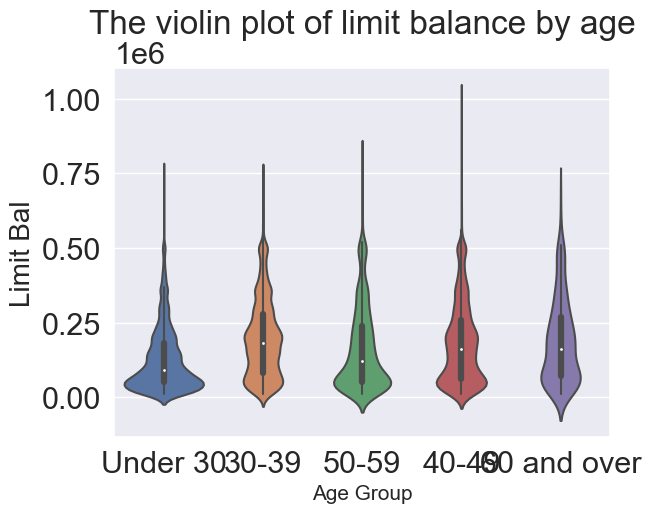 The violin plot of limit balance by age
1e6
1.00
0.75
0.50
0.25
0.00
Limit Bal
Under 30 30-39 50-59 40-49 60 and over
Age Group